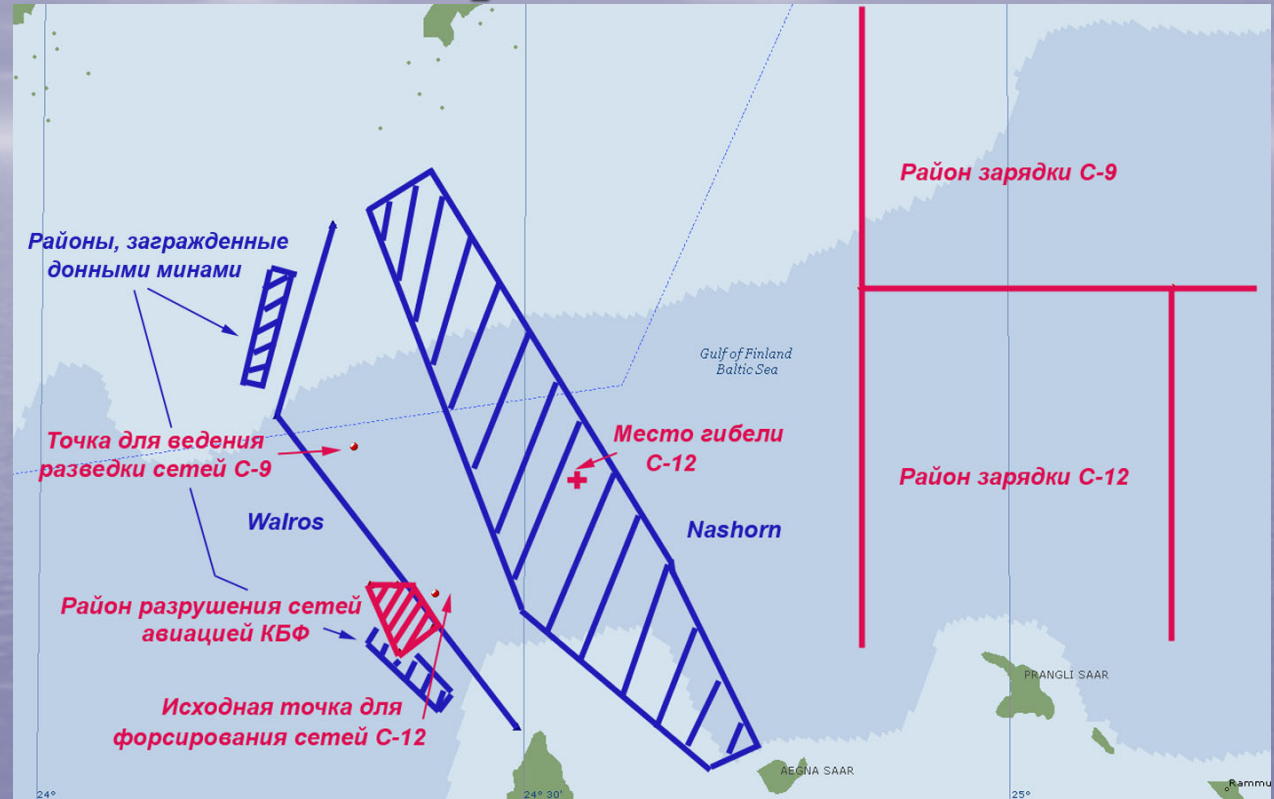 Район зарядки С-9
Районы, загражденные
донными минами
Gulf of Finland
Baltic Sea
Точка для ведения
разведки сетей С-9
Место гибели
С-12
Район зарядки С-12
Walros
Nashorn
Район разрушения сетей
авиацией КБФ
PRANGLI SAAR
Исходная точка для
форсирования сетей С-12
AEGNA SAAR
Rammu
24°
24° 30'
25°